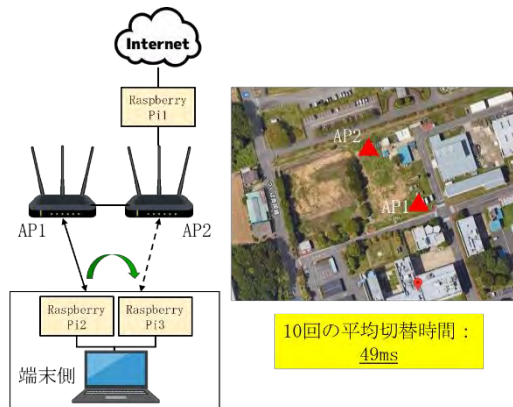 Internet
Raspberry
Pi1
AP1
AP2
Raspberry
Pi2
Raspberry
Pi3
端末側
AP2
AP1
10回の平均切替時間：
49ms